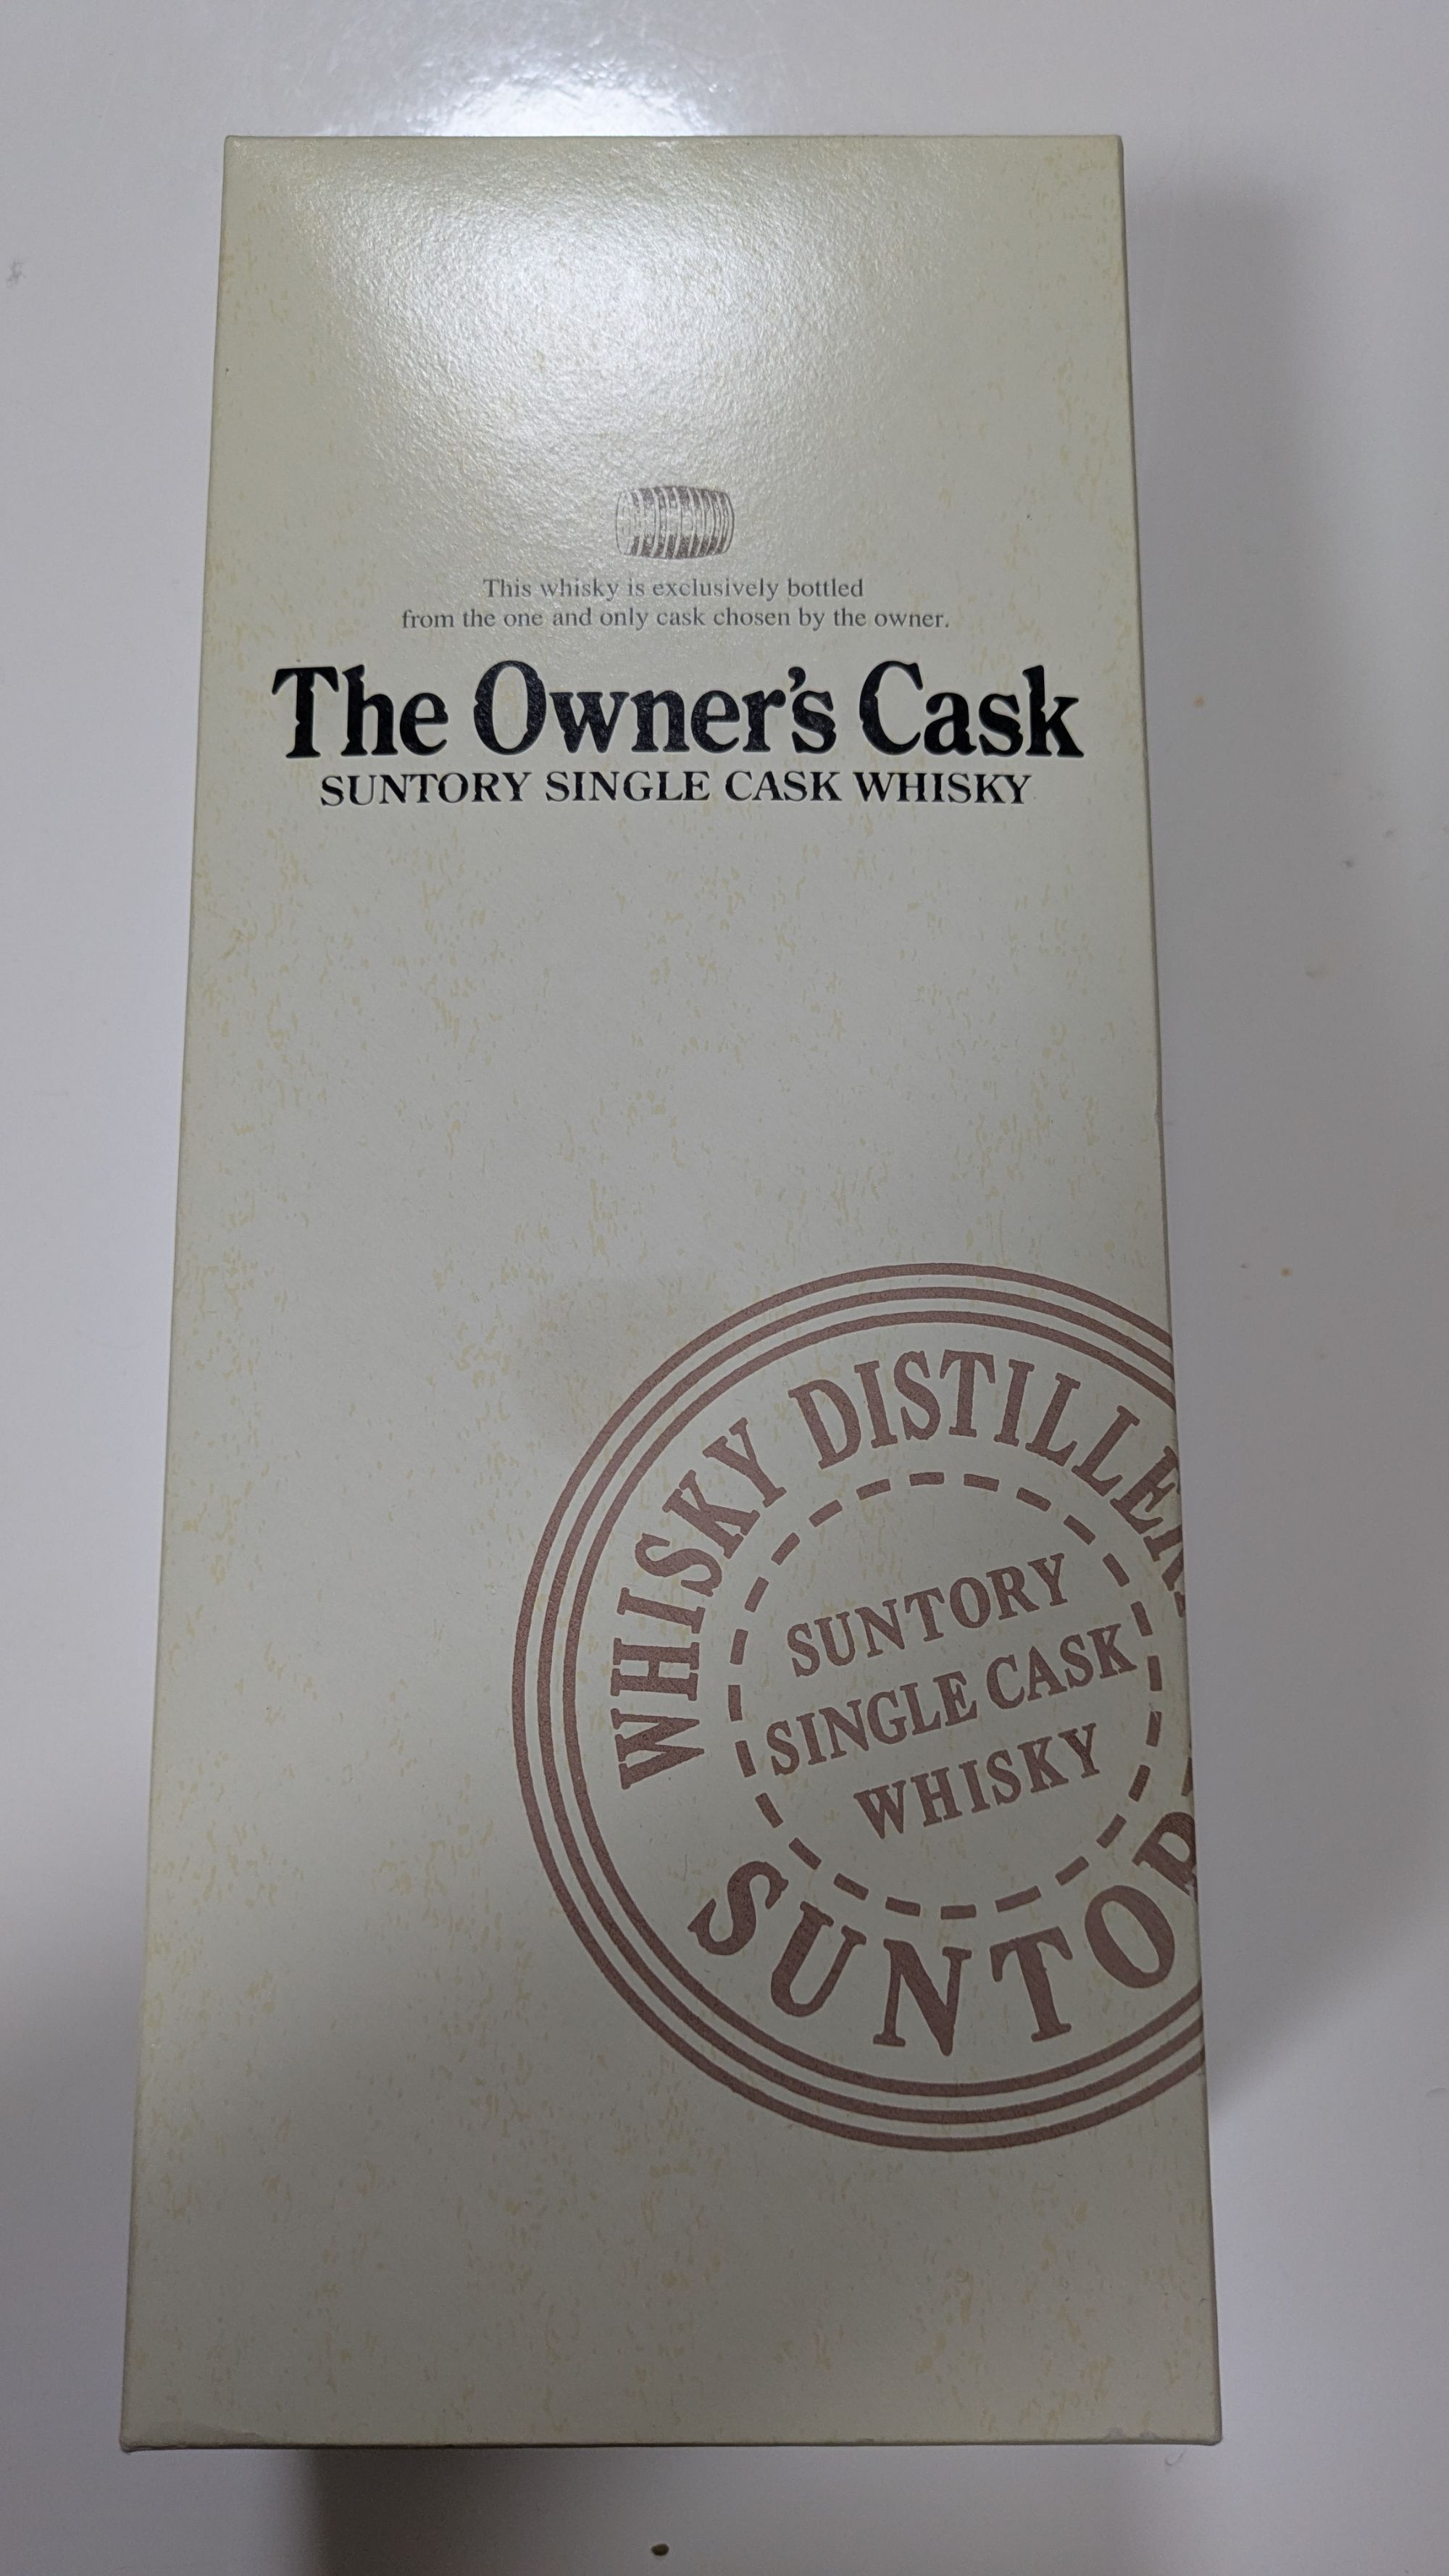 This whisky is exclusively bottled
from the one and only cask chosen by the owner.
The Owner's Cask
SUNTORY SINGLE CASK WHISKY
WHISKY DISTILLER
SUNTORY
SINGLE CASK
WHISKY
SUNTOR